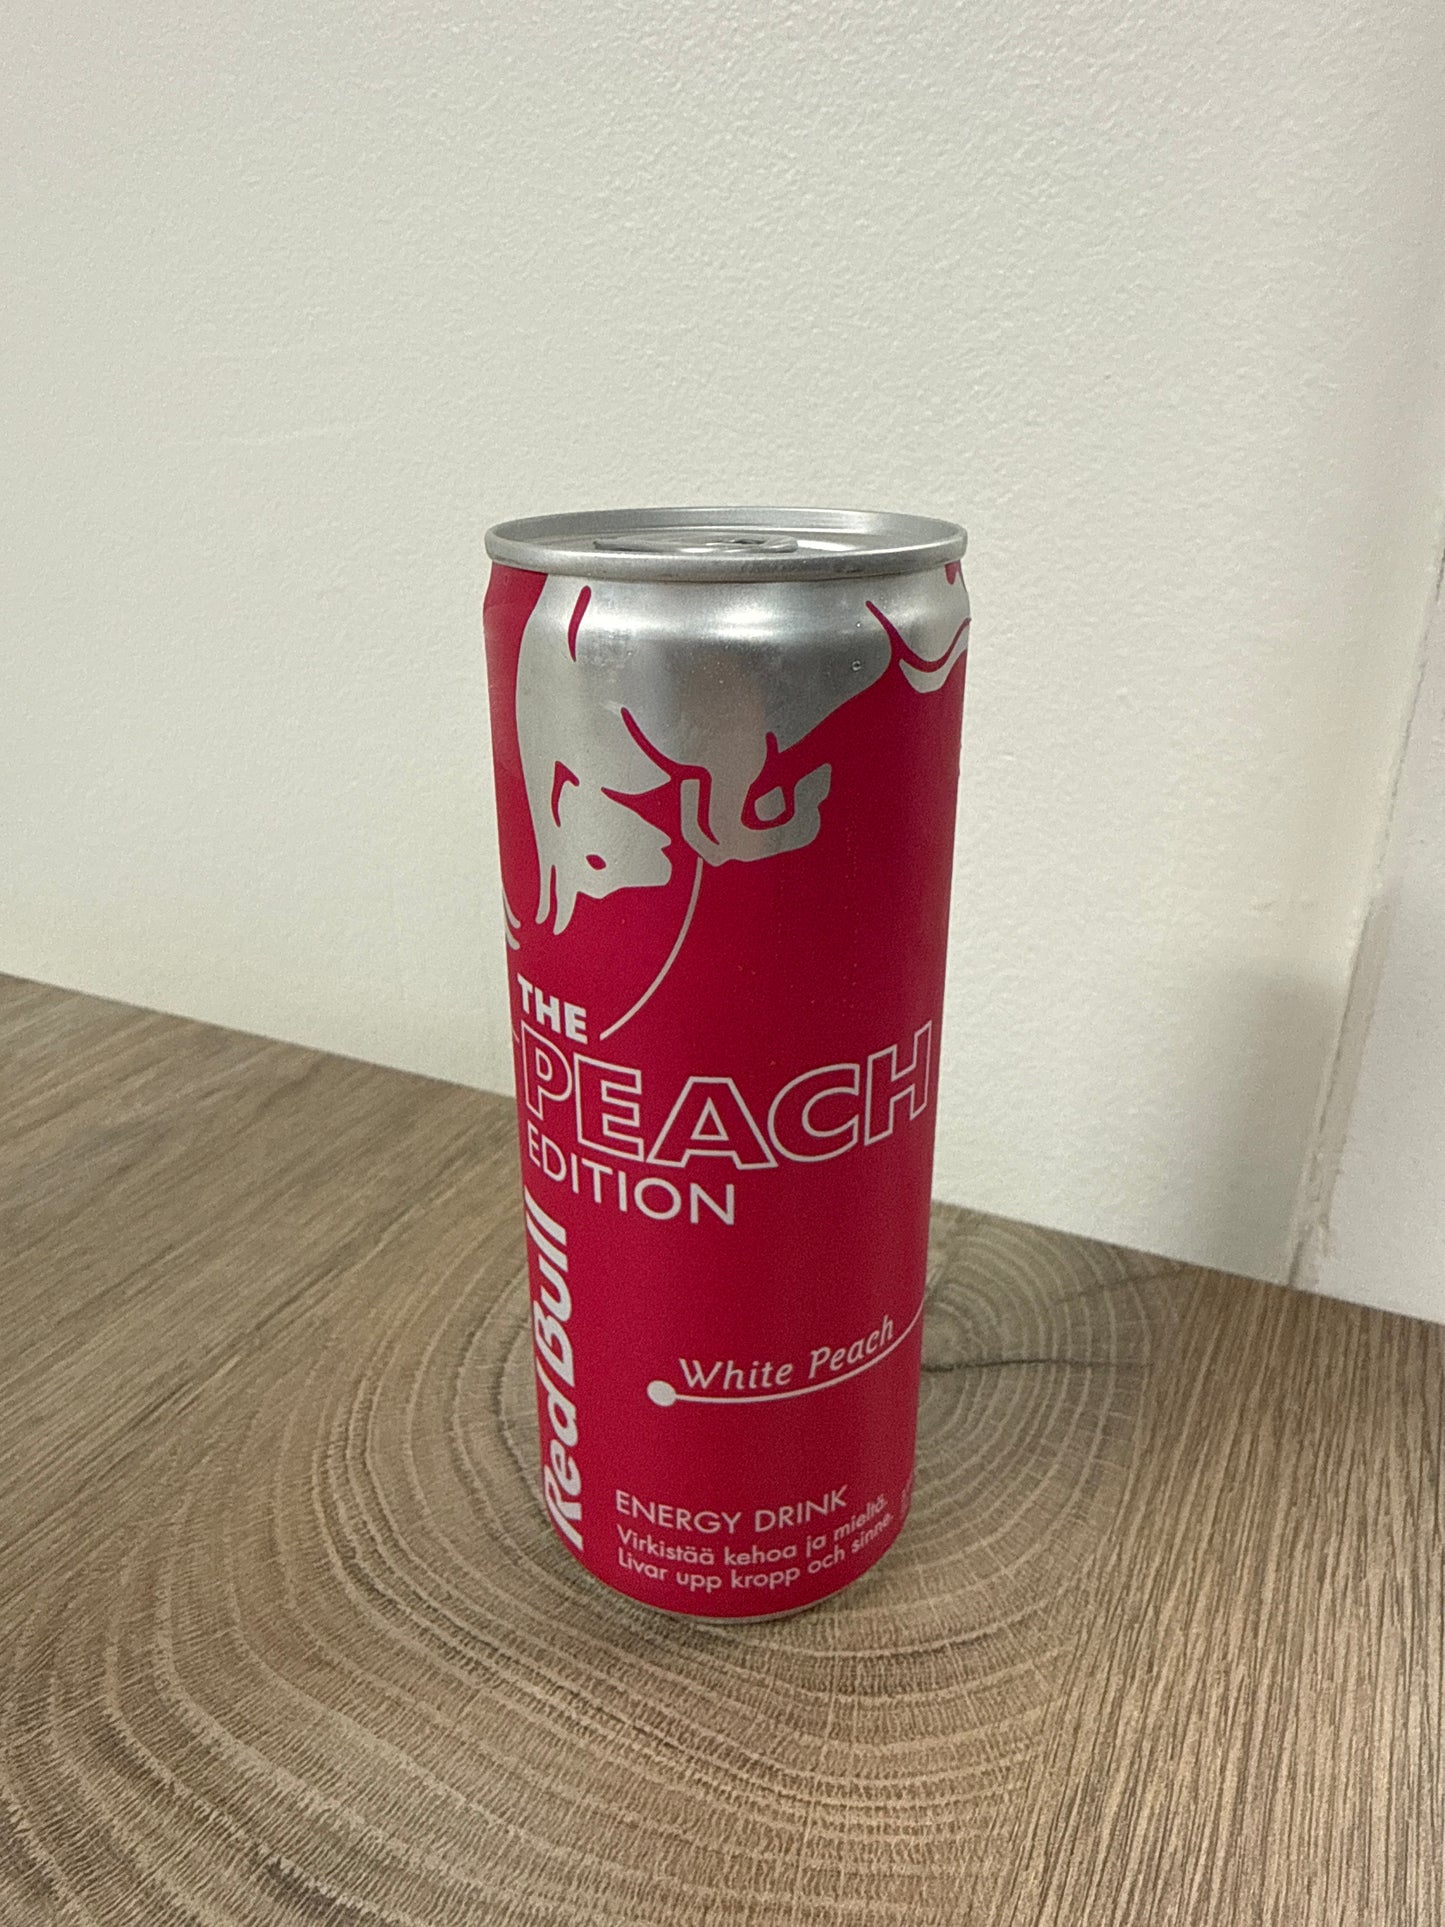 THE
PEACH
EDITION
Red Bull
White Peach
ENERGY DRINK
Virkistää kehoa ja mieltä.
Livar upp kropp och sinne.